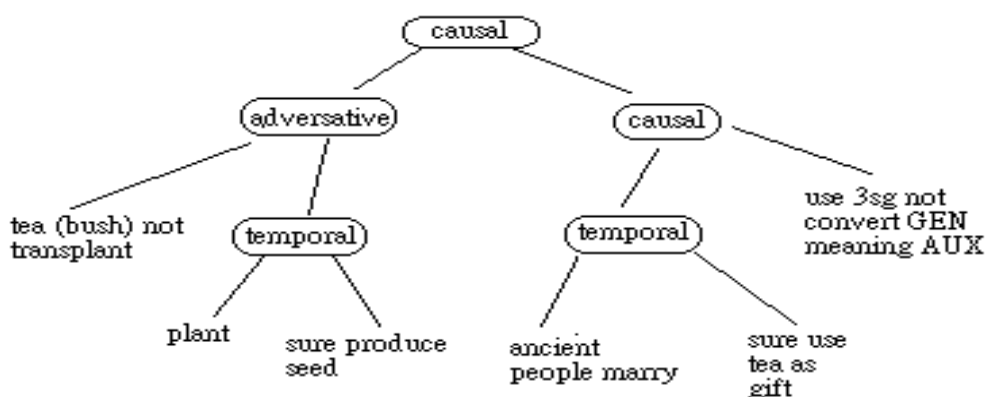 causal
adversative
causal
tea (bush) not
transplant
temporal
temporal
use 3sg not
convert GEN
meaning AUX
plant
sure produce
seed
ancient
people marry
sure use
tea as
gift